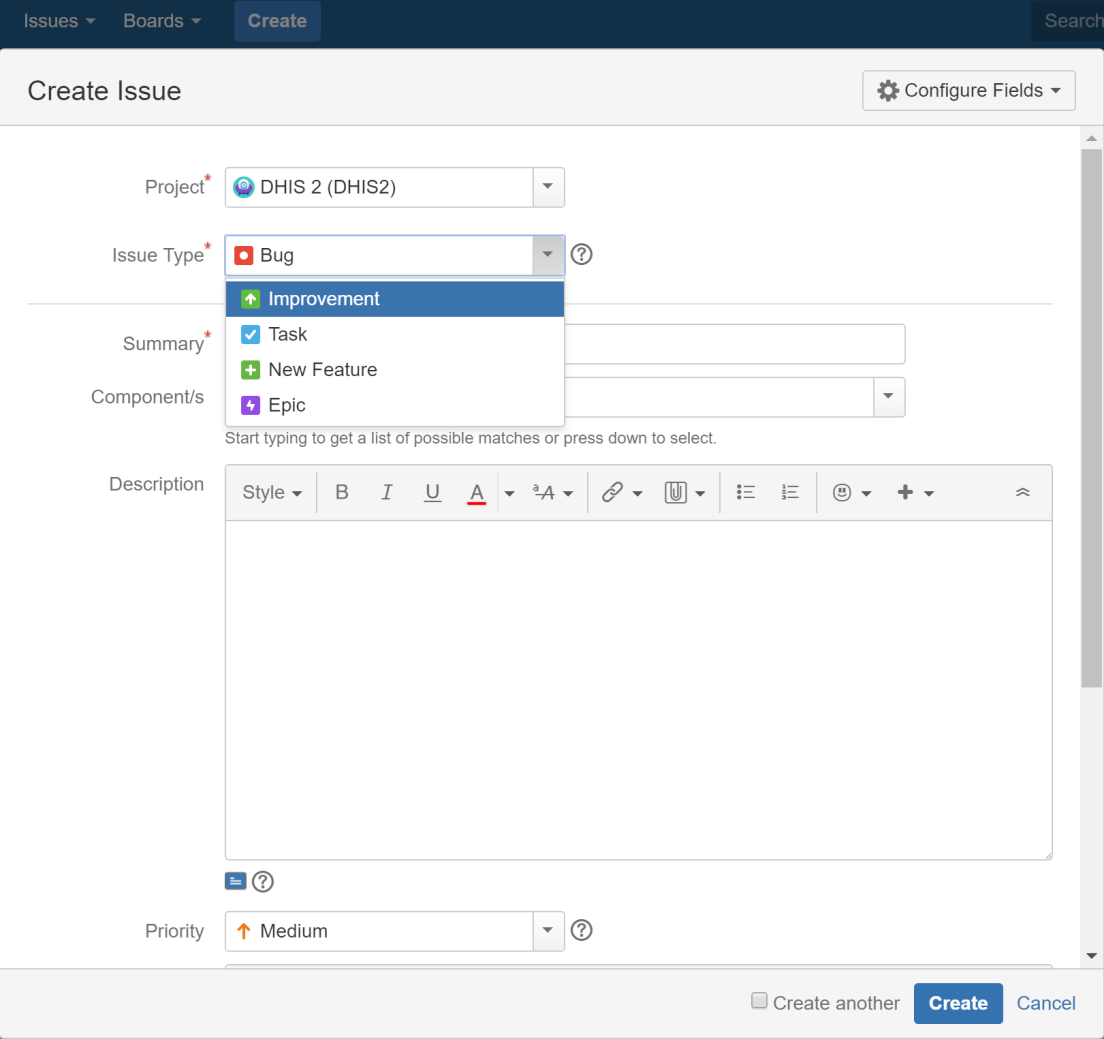 Issues Boards Create Search
Create Issue
Configure Fields
Project* DHIS 2 (DHIS2)
Issue Type* Bug
Improvement
Task
New Feature
Epic
Summary*
Component/s
Start typing to get a list of possible matches or press down to select.
Description
Style B I U A ªA
Priority Medium
Create another Create Cancel